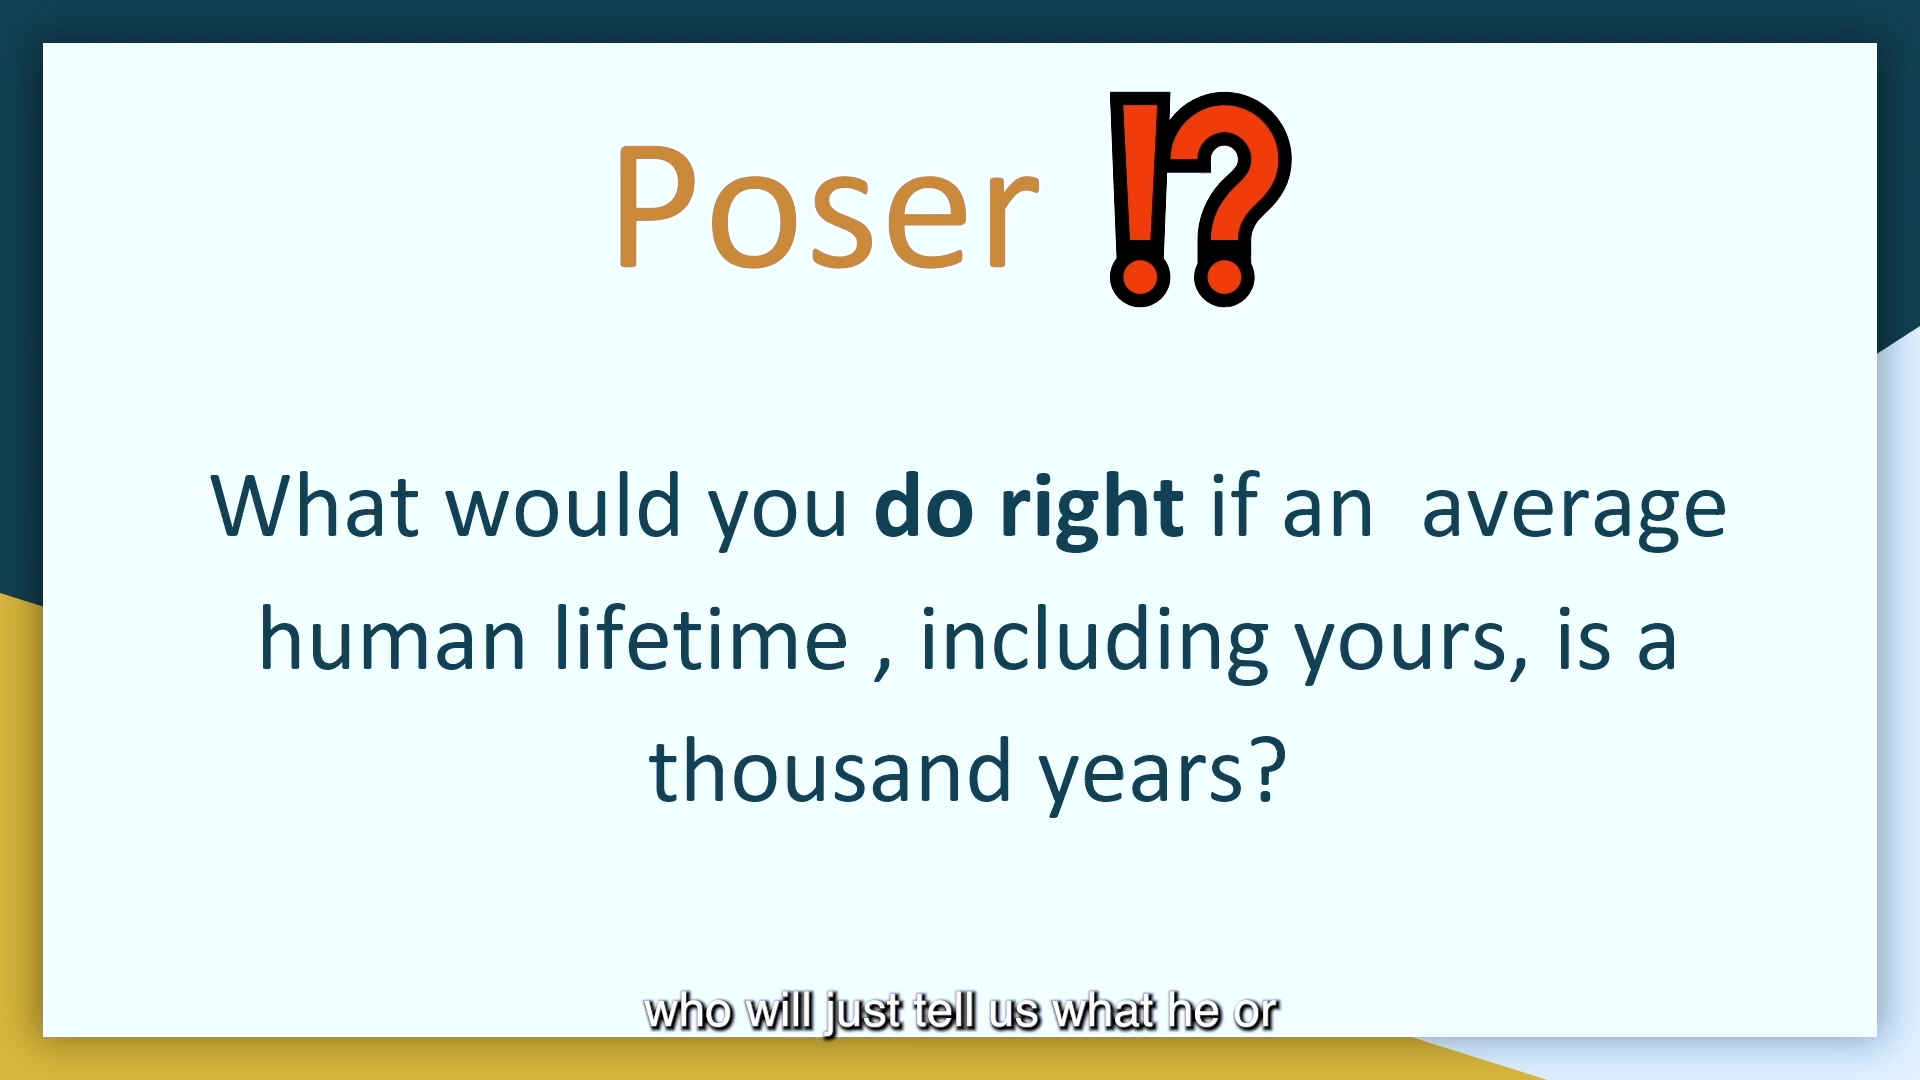 Poser ⁉
What would you do right if an  average
human lifetime , including yours, is a
thousand years?
who will just tell us what he or